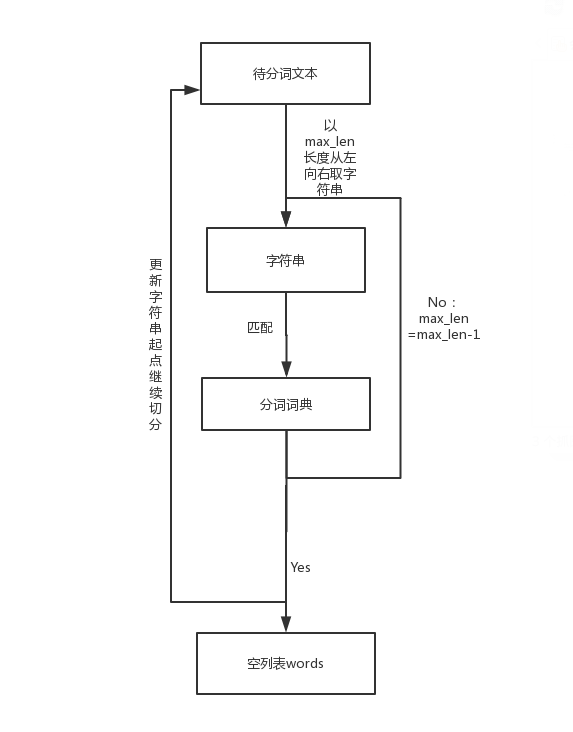 待分词文本
以
max_len
长度从左
向右取字
符串
字符串
No：
max_len
=max_len-1
匹配
更新字符串起点继续切分
分词词典
Yes
空列表words